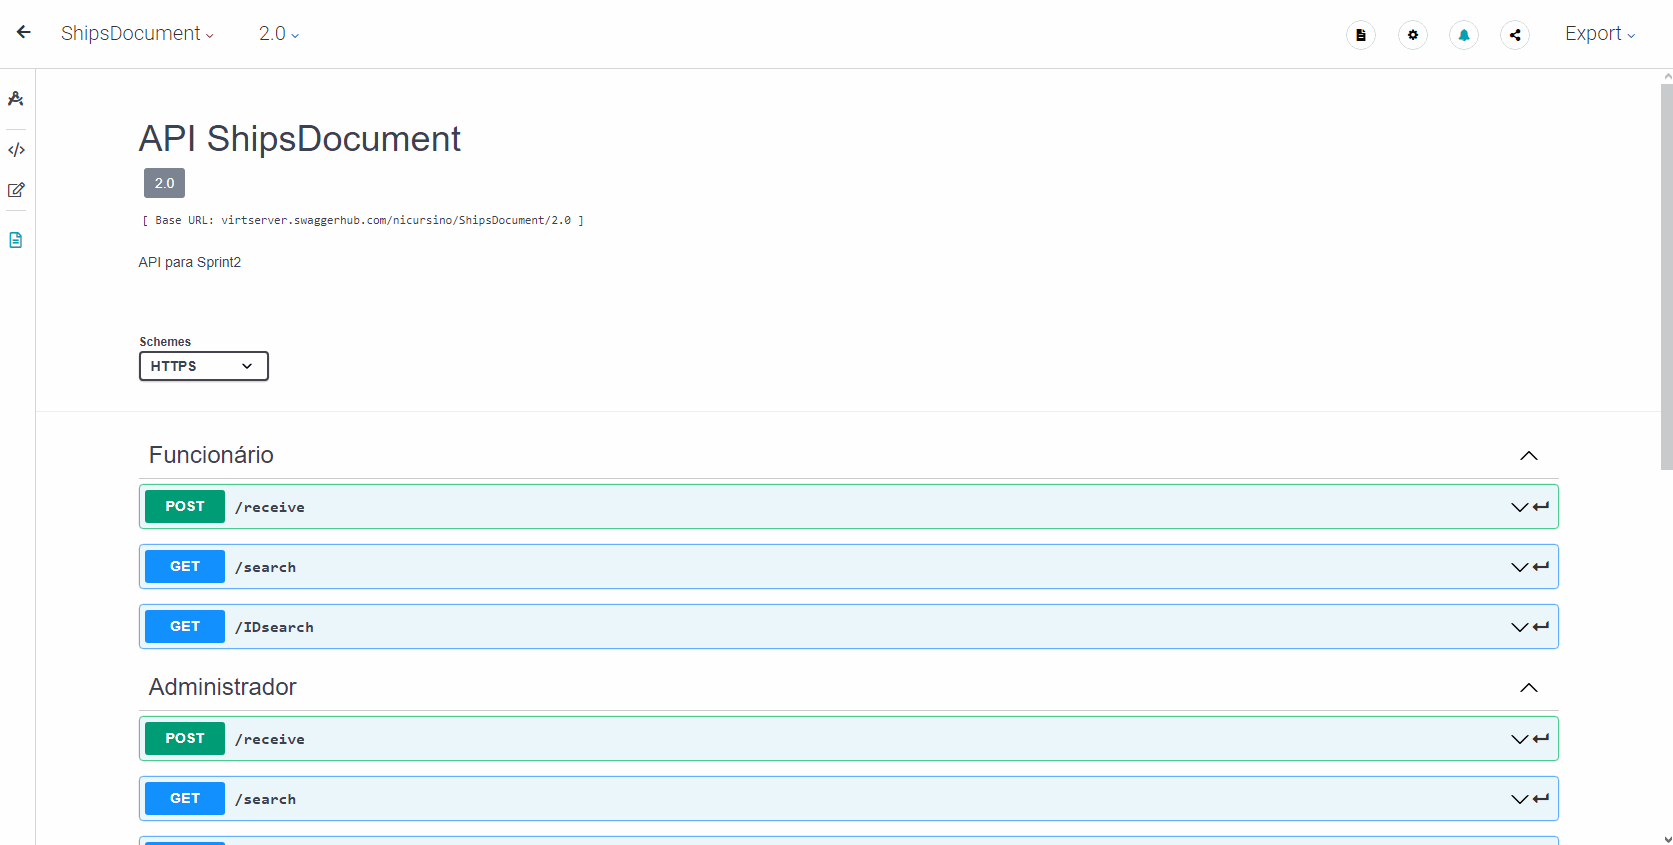 ShipsDocument 2.0 Export
API ShipsDocument
2.0
[ Base URL: virtserver.swaggerhub.com/nicursino/ShipsDocument/2.0 ]
API para Sprint2
Schemes
HTTPS
Funcionário
POST /receive
GET /search
GET /IDsearch
Administrador
POST /receive
GET /search